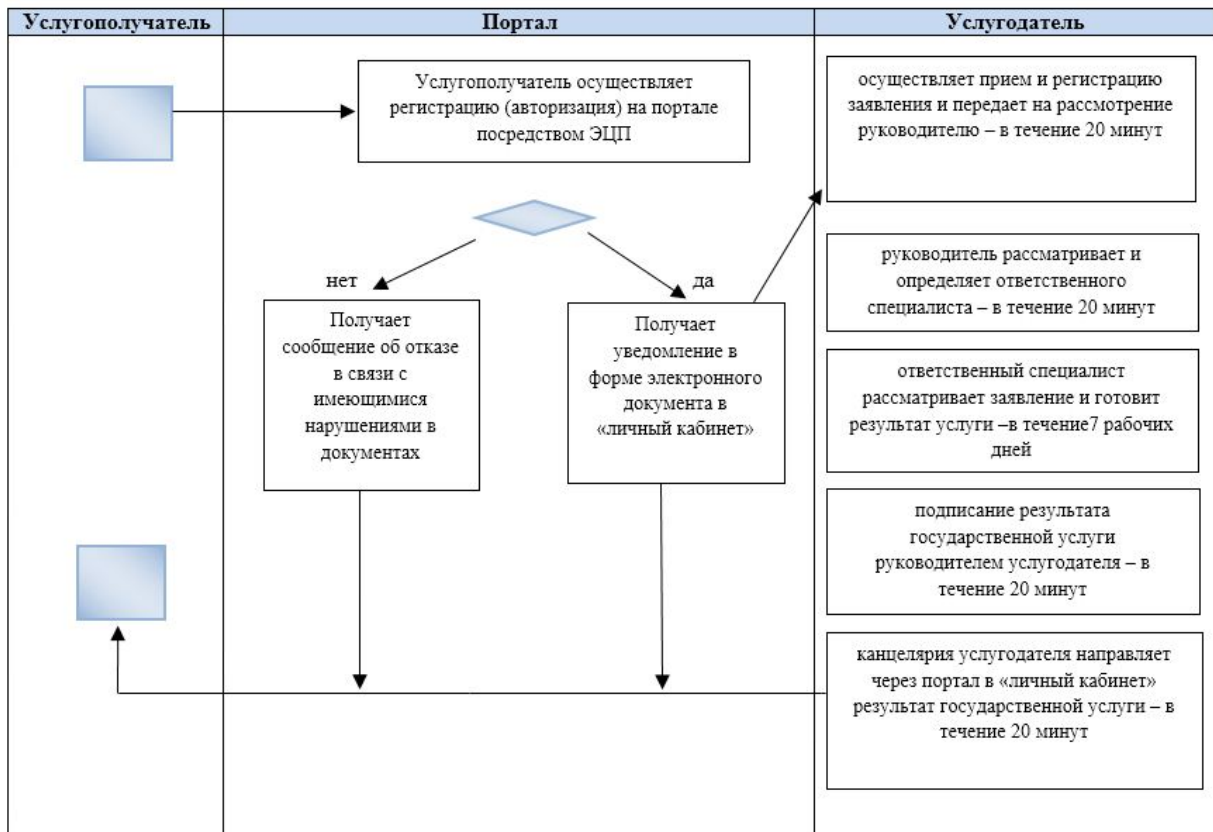 Услугополучатель
Портал
Услугодатель
Услугополучатель осуществляет
регистрацию (авторизация) на портале
посредством ЭЦП
нет
да
Получает
сообщение об отказе
в связи с
имеющимися
нарушениями в
документах
Получает
уведомление в
форме электронного
документа в
«личный кабинет»
осуществляет прием и регистрацию
заявления и передает на рассмотрение
руководителю – в течение 20 минут
руководитель рассматривает и
определяет ответственного
специалиста – в течение 20 минут
ответственный специалист
рассматривает заявление и готовит
результат услуги –в течение7 рабочих
дней
подписание результата
государственной услуги
руководителем услугодателя – в
течение 20 минут
канцелярия услугодателя направляет
через портал в «личный кабинет»
результат государственной услуги – в
течение 20 минут